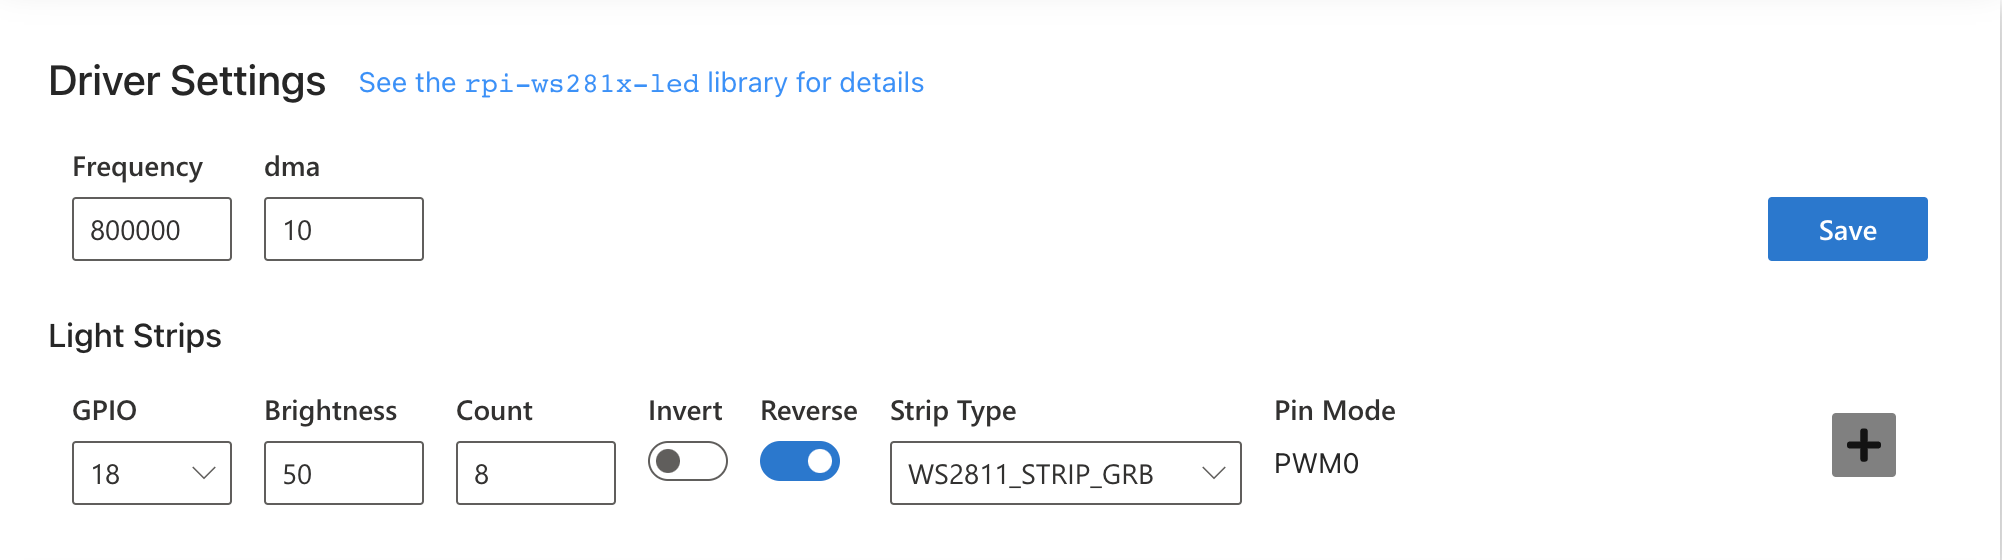 Driver Settings See the rpi-ws281x-led library for details
Frequency dma
800000 10 Save
Light Strips
GPIO Brightness Count Invert Reverse Strip Type Pin Mode
18 50 8 WS2811_STRIP_GRB PWM0